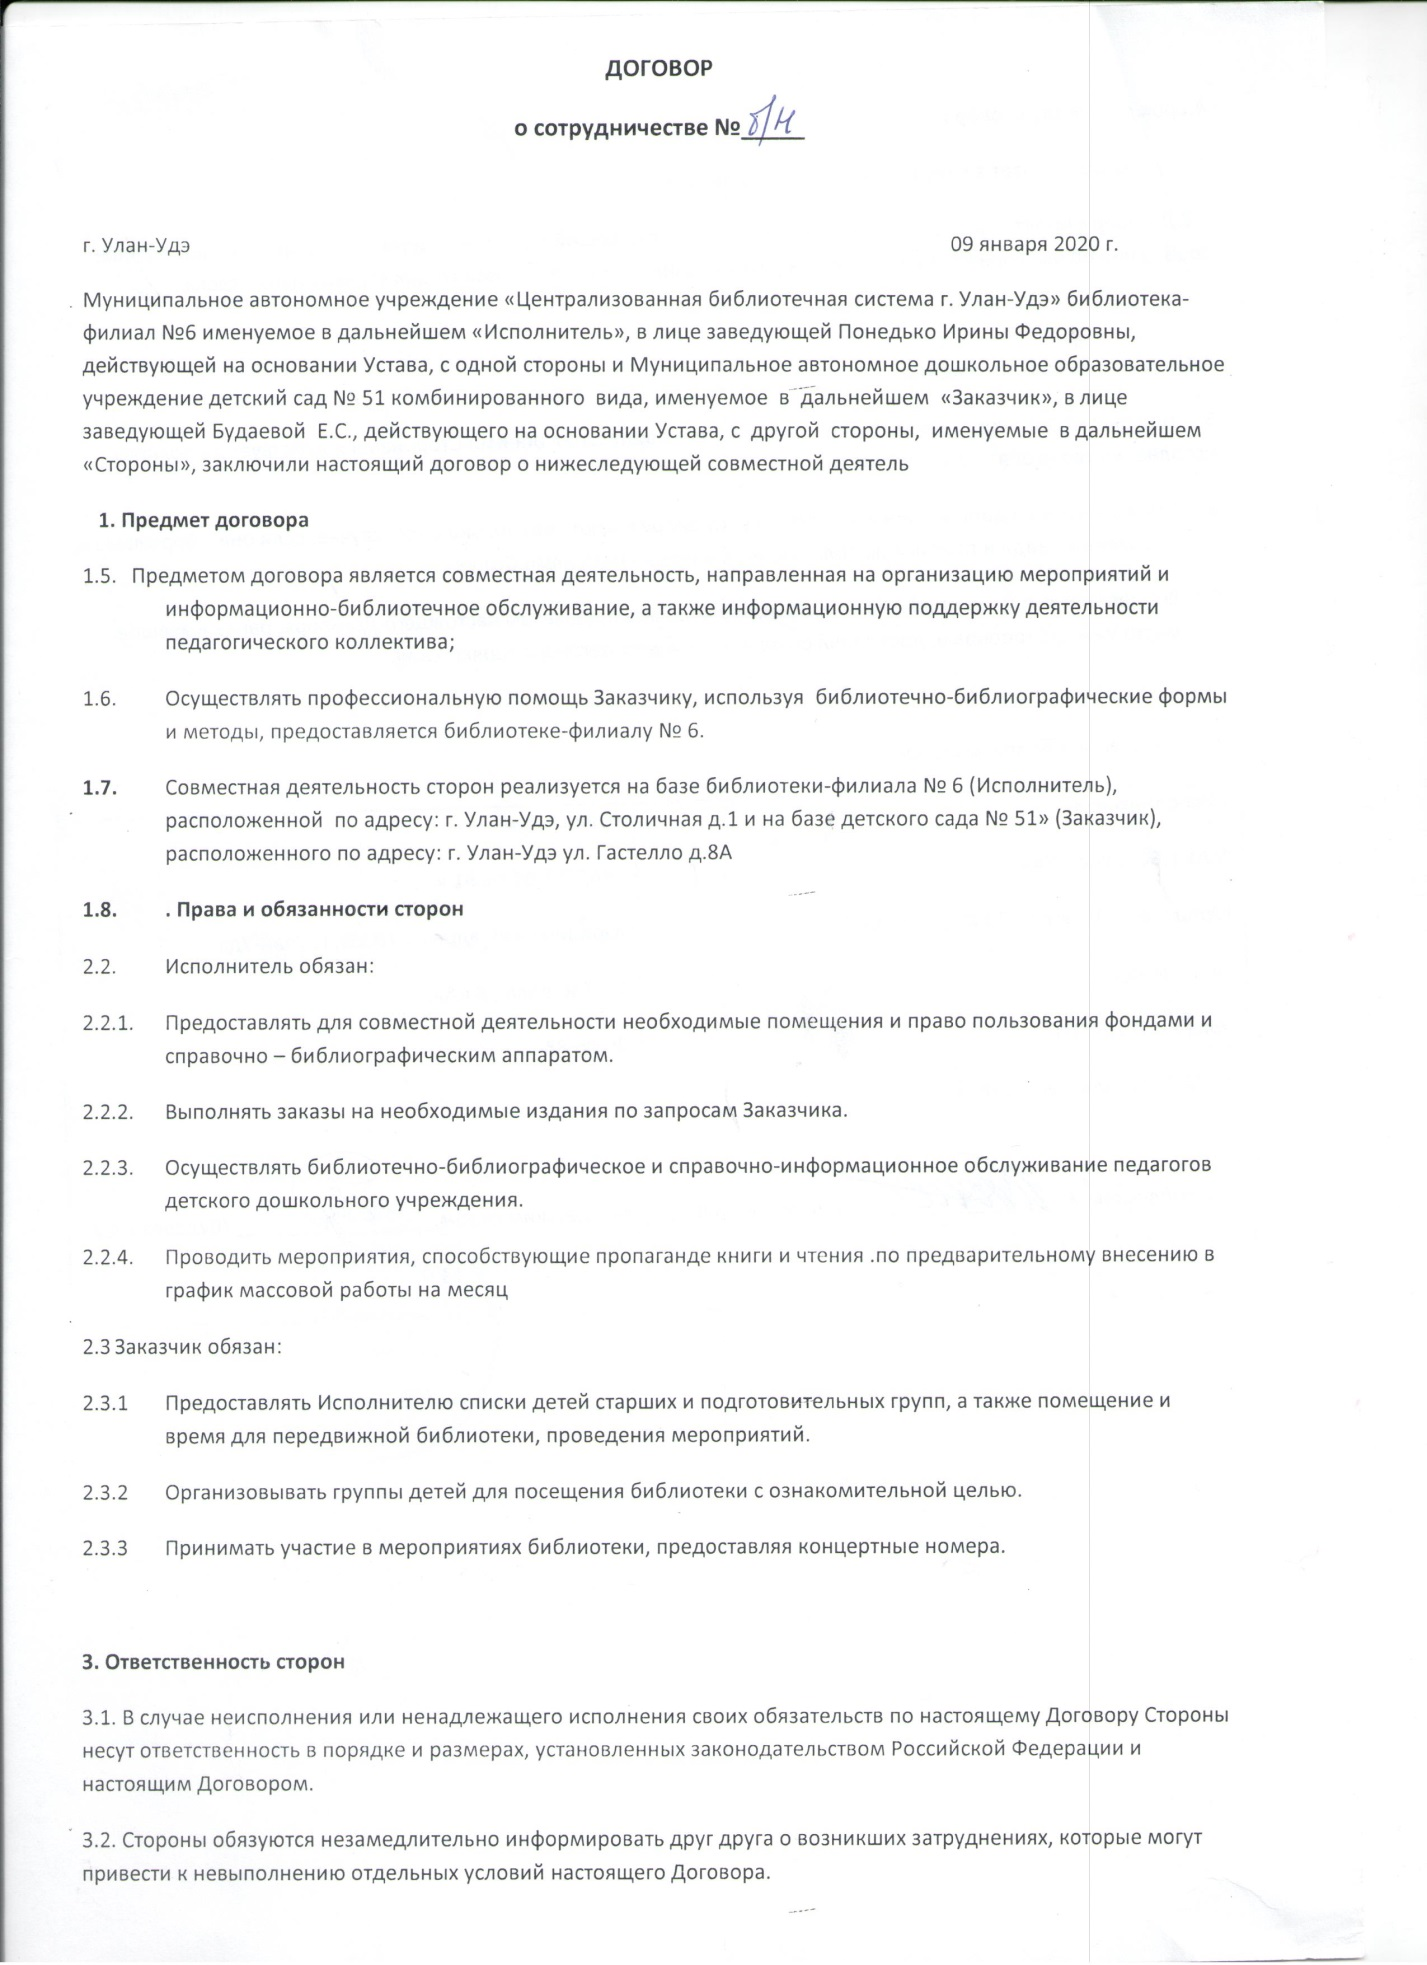 ДОГОВОР
о сотрудничестве № б/н
г. Улан-Удэ 09 января 2020 г.
Муниципальное автономное учреждение «Централизованная библиотечная система г. Улан-Удэ» библиотека-
филиал №6 именуемое в дальнейшем «Исполнитель», в лице заведующей Понедько Ирины Федоровны,
действующей на основании Устава, с одной стороны и Муниципальное автономное дошкольное образовательное
учреждение детский сад № 51 комбинированного вида, именуемое в дальнейшем «Заказчик», в лице
заведующей Будаевой Е.С., действующего на основании Устава, с другой стороны, именуемые в дальнейшем
«Стороны», заключили настоящий договор о нижеследующей совместной деятель
1. Предмет договора
1.5. Предметом договора является совместная деятельность, направленная на организацию мероприятий и
информационно-библиотечное обслуживание, а также информационную поддержку деятельности
педагогического коллектива;
1.6. Осуществлять профессиональную помощь Заказчику, используя библиотечно-библиографические формы
и методы, предоставляется библиотеке-филиалу № 6.
1.7. Совместная деятельность сторон реализуется на базе библиотеки-филиала № 6 (Исполнитель),
расположенной по адресу: г. Улан-Удэ, ул. Столичная д.1 и на базе детского сада № 51» (Заказчик),
расположенного по адресу: г. Улан-Удэ ул. Гастелло д.8А
1.8. . Права и обязанности сторон
2.2. Исполнитель обязан:
2.2.1. Предоставлять для совместной деятельности необходимые помещения и право пользования фондами и
справочно – библиографическим аппаратом.
2.2.2. Выполнять заказы на необходимые издания по запросам Заказчика.
2.2.3. Осуществлять библиотечно-библиографическое и справочно-информационное обслуживание педагогов
детского дошкольного учреждения.
2.2.4. Проводить мероприятия, способствующие пропаганде книги и чтения .по предварительному внесению в
график массовой работы на месяц
2.3 Заказчик обязан:
2.3.1 Предоставлять Исполнителю списки детей старших и подготовительных групп, а также помещение и
время для передвижной библиотеки, проведения мероприятий.
2.3.2 Организовывать группы детей для посещения библиотеки с ознакомительной целью.
2.3.3 Принимать участие в мероприятиях библиотеки, предоставляя концертные номера.
3. Ответственность сторон
3.1. В случае неисполнения или ненадлежащего исполнения своих обязательств по настоящему Договору Стороны
несут ответственность в порядке и размерах, установленных законодательством Российской Федерации и
настоящим Договором.
3.2. Стороны обязуются незамедлительно информировать друг друга о возникших затруднениях, которые могут
привести к невыполнению отдельных условий настоящего Договора.